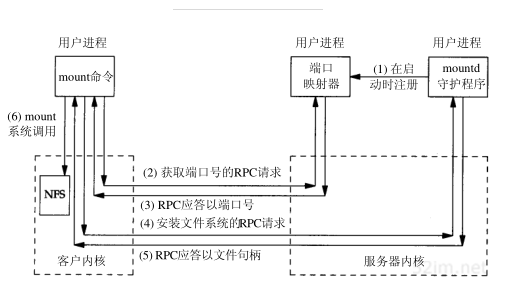 用户进程
用户进程
用户进程
mount命令
端口
映射器
(1) 在启
动时注册
mountd
守护程序
(6) mount
系统调用
(2) 获取端口号的RPC请求
NFS
(3) RPC应答以端口号
(4) 安装文件系统的RPC请求
(5) RPC应答以文件句柄
客户内核
服务器内核